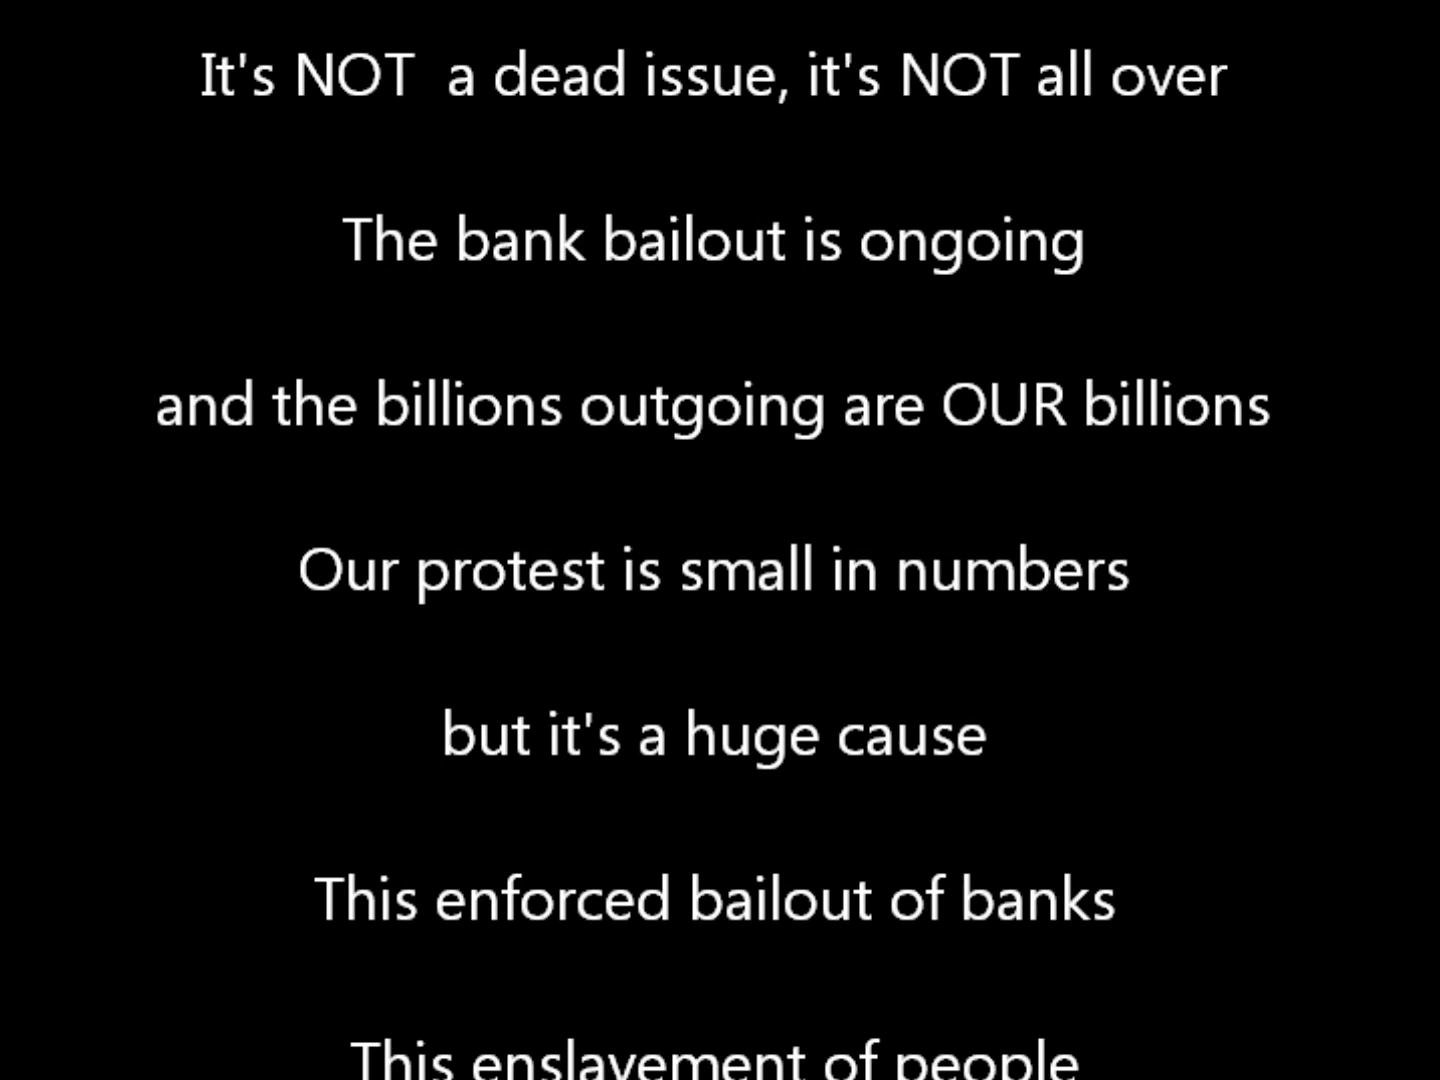 It's NOT  a dead issue, it's NOT all over
The bank bailout is ongoing
and the billions outgoing are OUR billions
Our protest is small in numbers
but it's a huge cause
This enforced bailout of banks
This enslavement of people